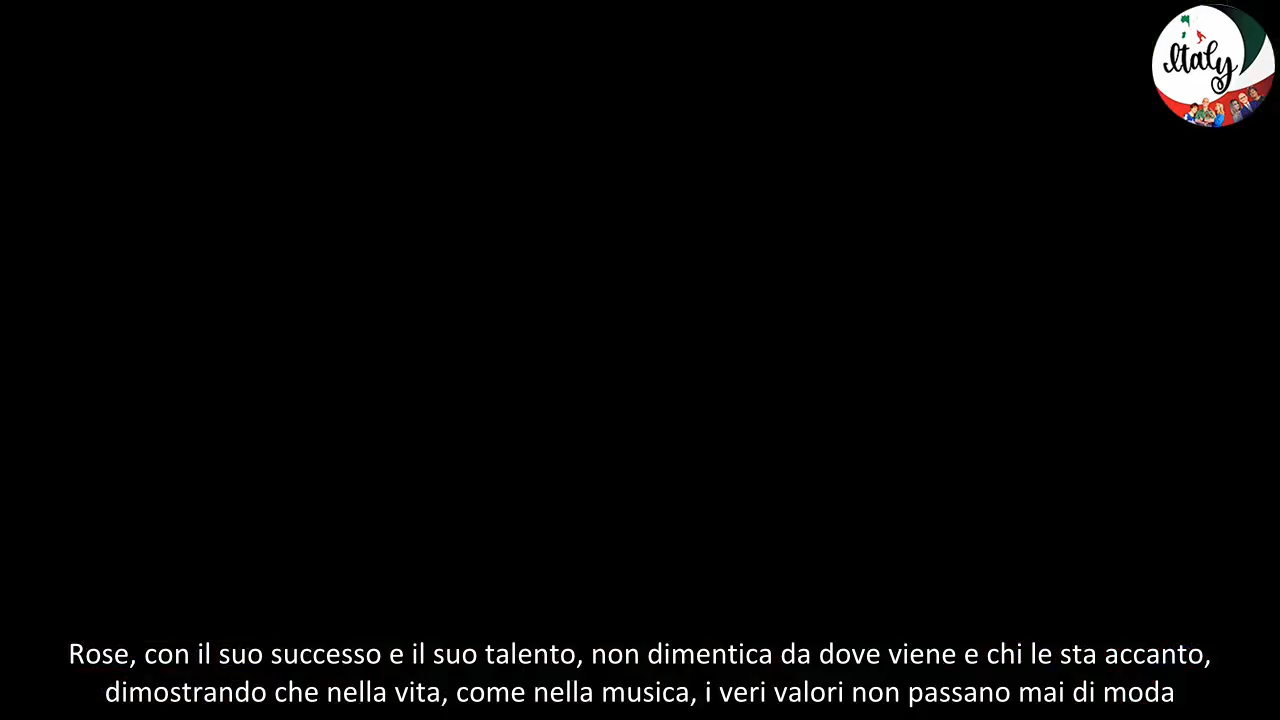 Italy
Rose, con il suo successo e il suo talento, non dimentica da dove viene e chi le sta accanto,
dimostrando che nella vita, come nella musica, i veri valori non passano mai di moda